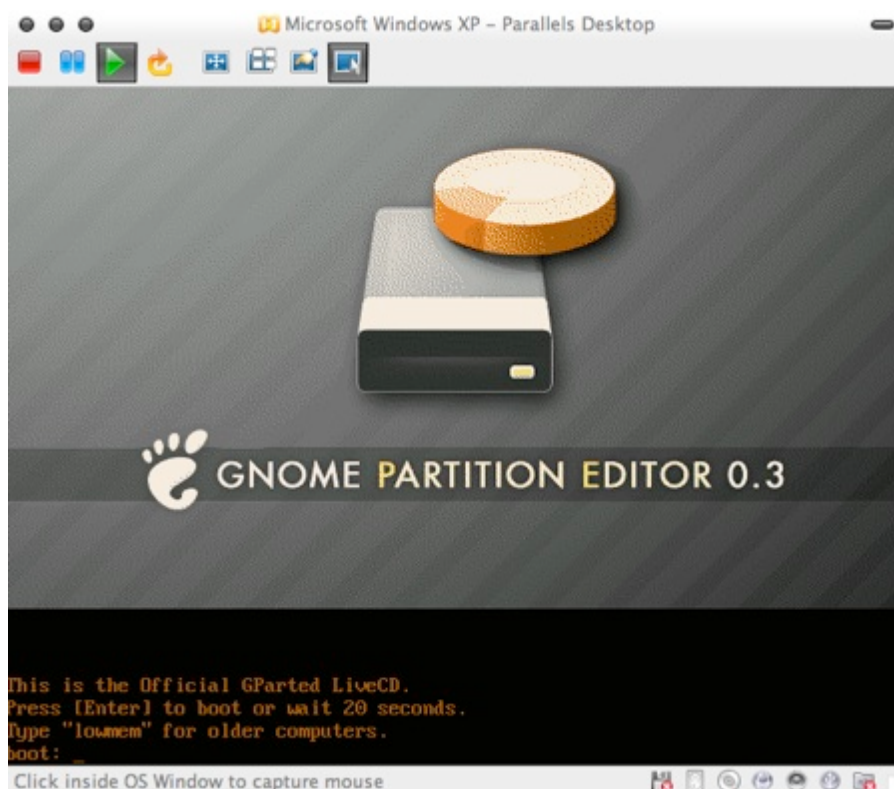 Microsoft Windows XP – Parallels Desktop
GNOME PARTITION EDITOR 0.3
This is the Official GParted LiveCD.
Press [Enter] to boot or wait 20 seconds.
Type "lowmem" for older computers.
boot: _
Click inside OS Window to capture mouse